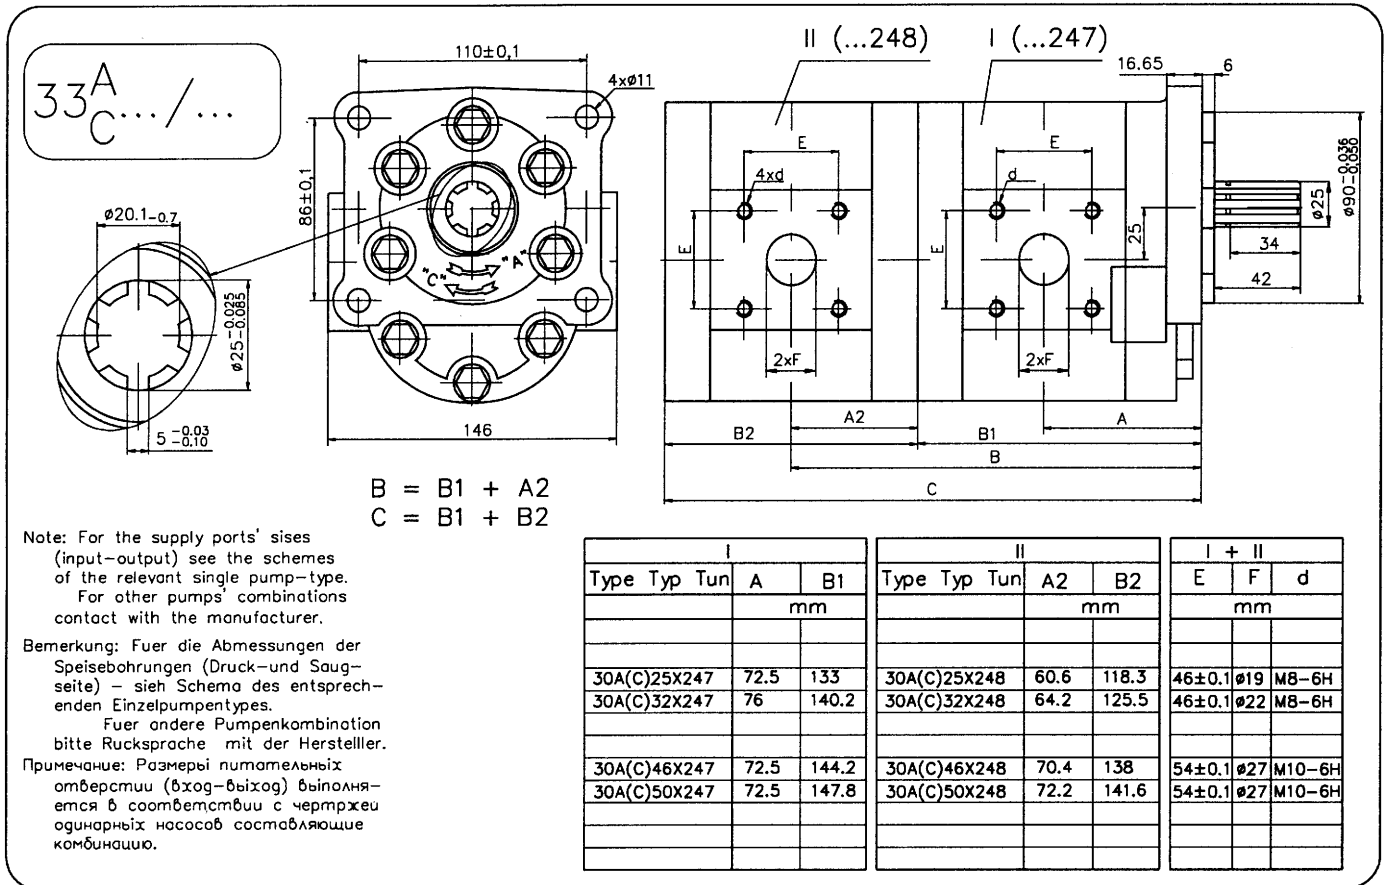 33 A C .../...
110±0,1
4xø11
86±0,1
"C" "A"
146
ø20.1-0.7
ø25-0.025 -0.085
5 -0.03 -0.10
II (...248)
I (...247)
16.65
6
E
4xd
E
2xF
E
d
E
2xF
25
34
42
ø25
ø90-0.036 -0.050
A2
A
B2
B1
B
C
B = B1 + A2
C = B1 + B2
Note: For the supply ports' sises
(input-output) see the schemes
of the relevant single pump-type.
For other pumps' combinations
contact with the manufacturer.
Bemerkung: Fuer die Abmessungen der
Speisebohrungen (Druck-und Saug-
seite) - sieh Schema des entsprech-
enden Einzelpumpentypes.
Fuer andere Pumpenkombination
bitte Rucksprache mit der Herstelller.
Примечание: Размеры питательных
отверстии (вход-выход) выполня-
ется в соответствии с чертржеи
одинарных насосов составляющие
комбинацию.
I
Type Typ Tun A B1
mm
30A(C)25X247 72.5 133
30A(C)32X247 76 140.2
30A(C)46X247 72.5 144.2
30A(C)50X247 72.5 147.8
II
Type Typ Tun A2 B2
mm
30A(C)25X248 60.6 118.3
30A(C)32X248 64.2 125.5
30A(C)46X248 70.4 138
30A(C)50X248 72.2 141.6
I + II
E F d
mm
46±0.1 ø19 M8-6H
46±0.1 ø22 M8-6H
54±0.1 ø27 M10-6H
54±0.1 ø27 M10-6H